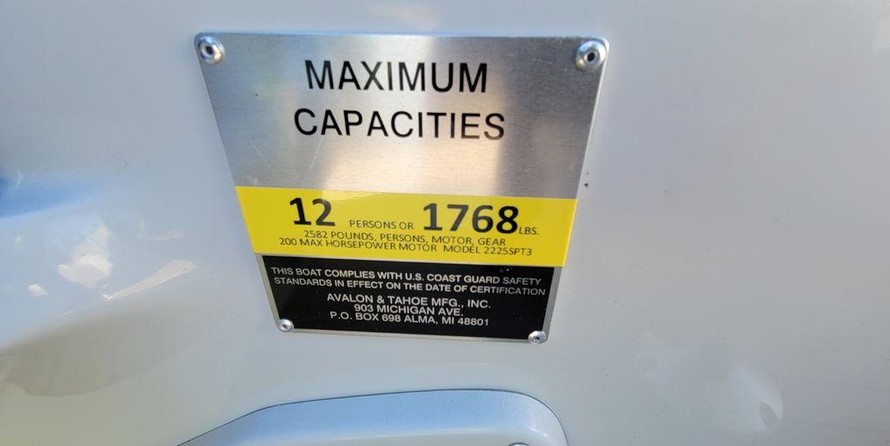 MAXIMUM
CAPACITIES
12 PERSONS OR 1768 LBS.
2582 POUNDS, PERSONS, MOTOR, GEAR
200 MAX HORSEPOWER MOTOR MODEL 2225SPT3
THIS BOAT COMPLIES WITH U.S. COAST GUARD SAFETY
STANDARDS IN EFFECT ON THE DATE OF CERTIFICATION
AVALON & TAHOE MFG., INC.
903 MICHIGAN AVE.
P.O. BOX 698 ALMA, MI 48801